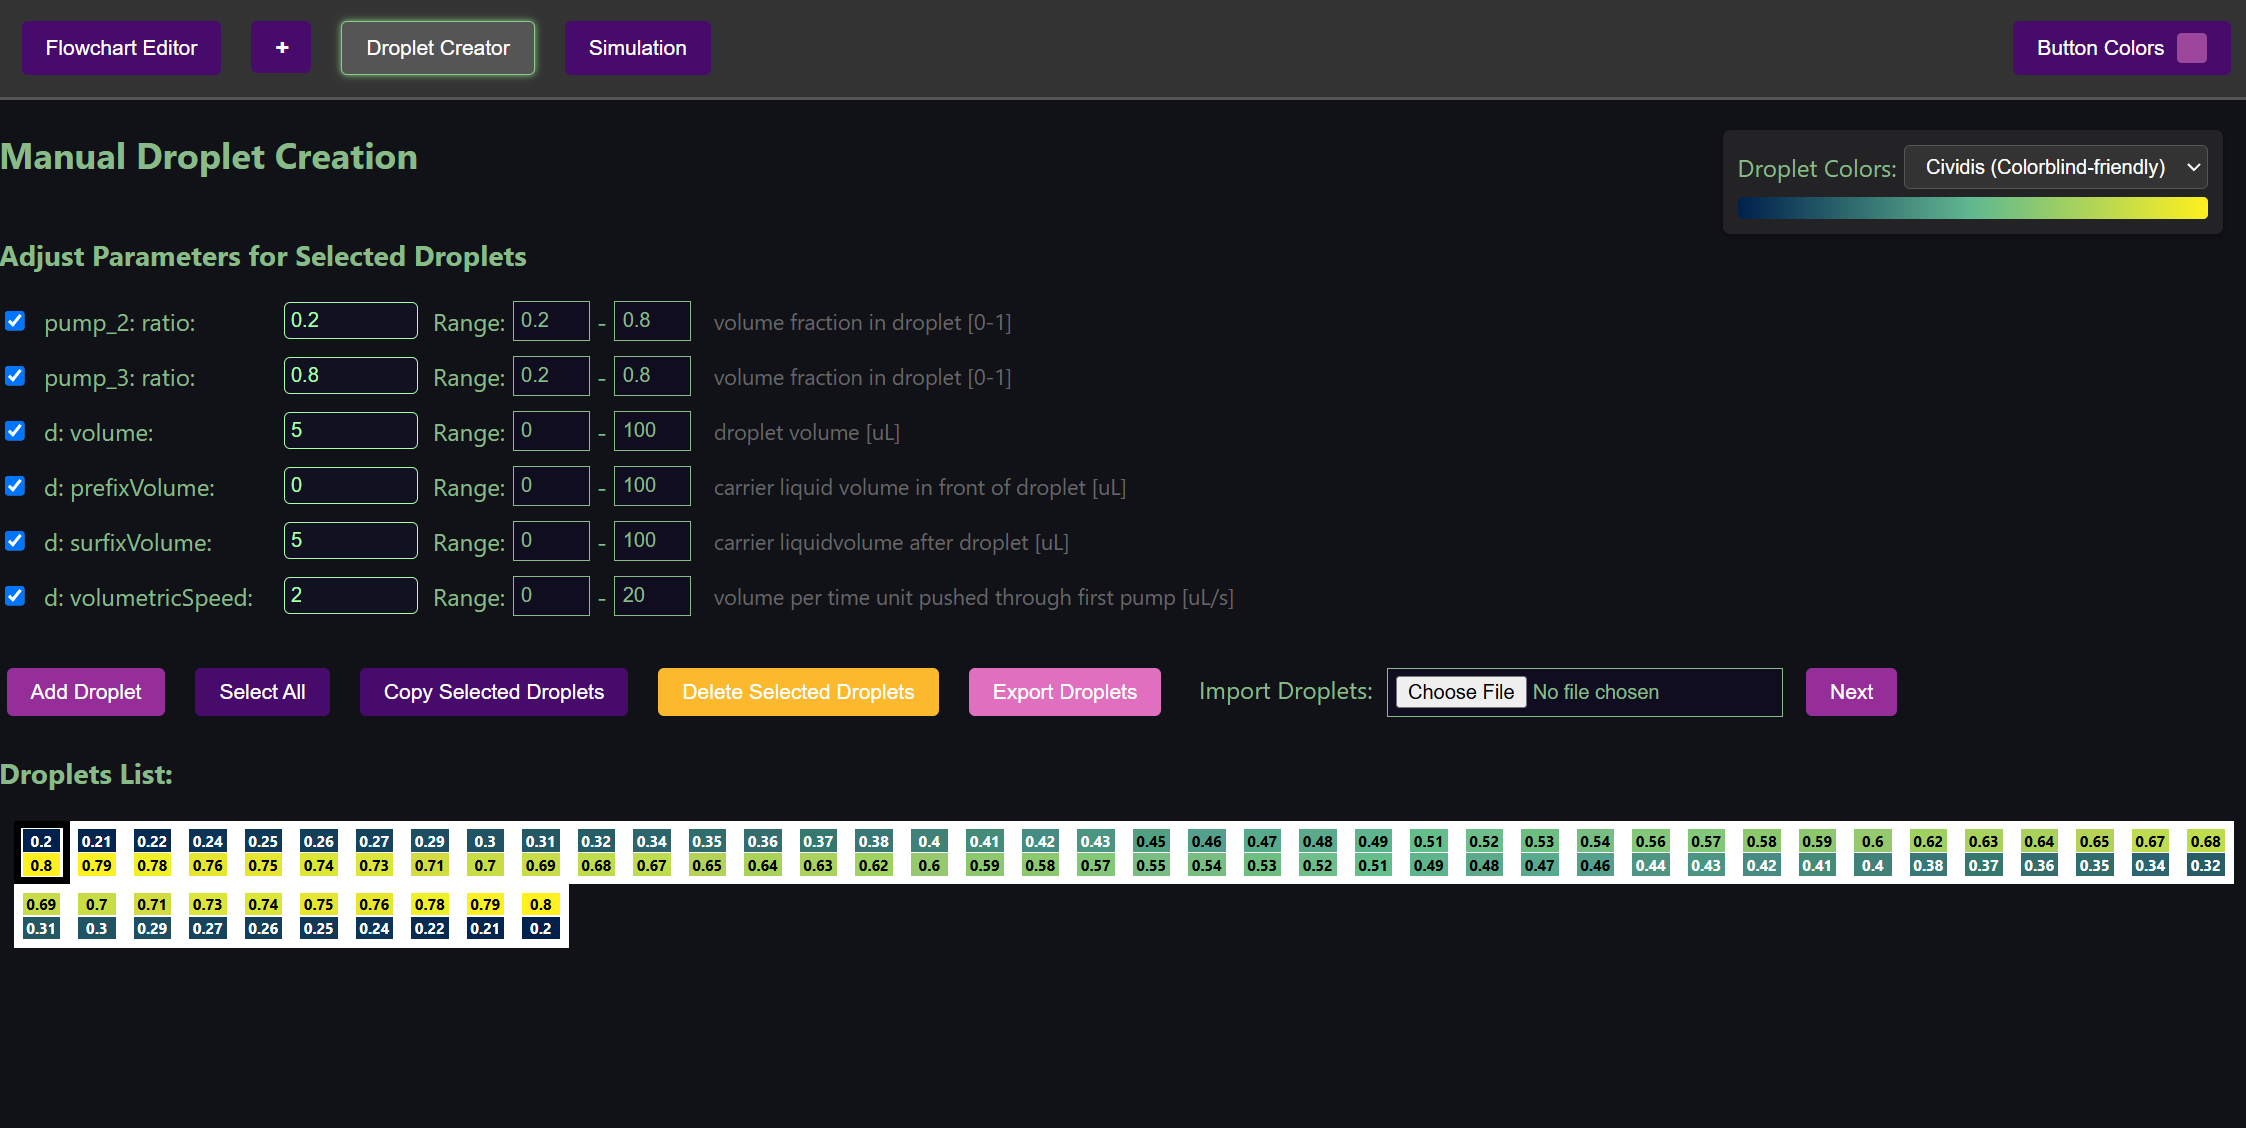 Flowchart Editor + Droplet Creator Simulation Button Colors
Manual Droplet Creation
Droplet Colors: Cividis (Colorblind-friendly)
Adjust Parameters for Selected Droplets
pump_2: ratio: 0.2 Range: 0.2 - 0.8 volume fraction in droplet [0-1]
pump_3: ratio: 0.8 Range: 0.2 - 0.8 volume fraction in droplet [0-1]
d: volume: 5 Range: 0 - 100 droplet volume [uL]
d: prefixVolume: 0 Range: 0 - 100 carrier liquid volume in front of droplet [uL]
d: surfixVolume: 5 Range: 0 - 100 carrier liquidvolume after droplet [uL]
d: volumetricSpeed: 2 Range: 0 - 20 volume per time unit pushed through first pump [uL/s]
Add Droplet Select All Copy Selected Droplets Delete Selected Droplets Export Droplets Import Droplets: Choose File No file chosen Next
Droplets List:
0.2 0.21 0.22 0.24 0.25 0.26 0.27 0.29 0.3 0.31 0.32 0.34 0.35 0.36 0.37 0.38 0.4 0.41 0.42 0.43 0.45 0.46 0.47 0.48 0.49 0.51 0.52 0.53 0.54 0.56 0.57 0.58 0.59 0.6 0.62 0.63 0.64 0.65 0.67 0.68
0.8 0.79 0.78 0.76 0.75 0.74 0.73 0.71 0.7 0.69 0.68 0.67 0.65 0.64 0.63 0.62 0.6 0.59 0.58 0.57 0.55 0.54 0.53 0.52 0.51 0.49 0.48 0.47 0.46 0.44 0.43 0.42 0.41 0.4 0.38 0.37 0.36 0.35 0.34 0.32
0.69 0.7 0.71 0.73 0.74 0.75 0.76 0.78 0.79 0.8
0.31 0.3 0.29 0.27 0.26 0.25 0.24 0.22 0.21 0.2